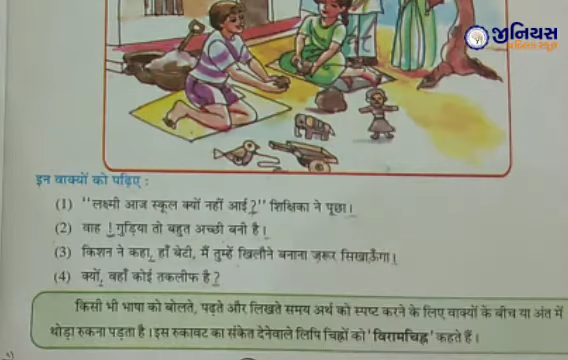 जीनियस
इन वाक्यों को पढ़िए :
(1) "लक्ष्मी आज स्कूल क्यों नहीं आई?" शिक्षिका ने पूछा।
(2) वाह ! गुड़िया तो बहुत अच्छी बनी है।
(3) किशन ने कहा, हाँ बेटी, मैं तुम्हें खिलौने बनाना ज़रूर सिखाऊँगा।
(4) क्यों, वहाँ कोई तकलीफ है ?
किसी भी भाषा को बोलते, पढ़ते और लिखते समय अर्थ को स्पष्ट करने के लिए वाक्यों के बीच या अंत में
थोड़ा रुकना पड़ता है। इस रुकावट का संकेत देनेवाले लिपि चिह्नों को 'विरामचिह्न' कहते हैं।